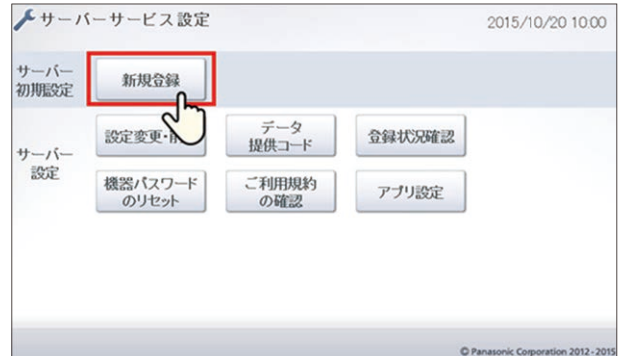 サーバーサービス設定
2015/10/20 10:00
サーバー
初期設定
新規登録
サーバー
設定
設定変更・
データ
提供コード
登録状況確認
機器パスワード
のリセット
ご利用規約
の確認
アプリ設定
© Panasonic Corporation 2012-2015